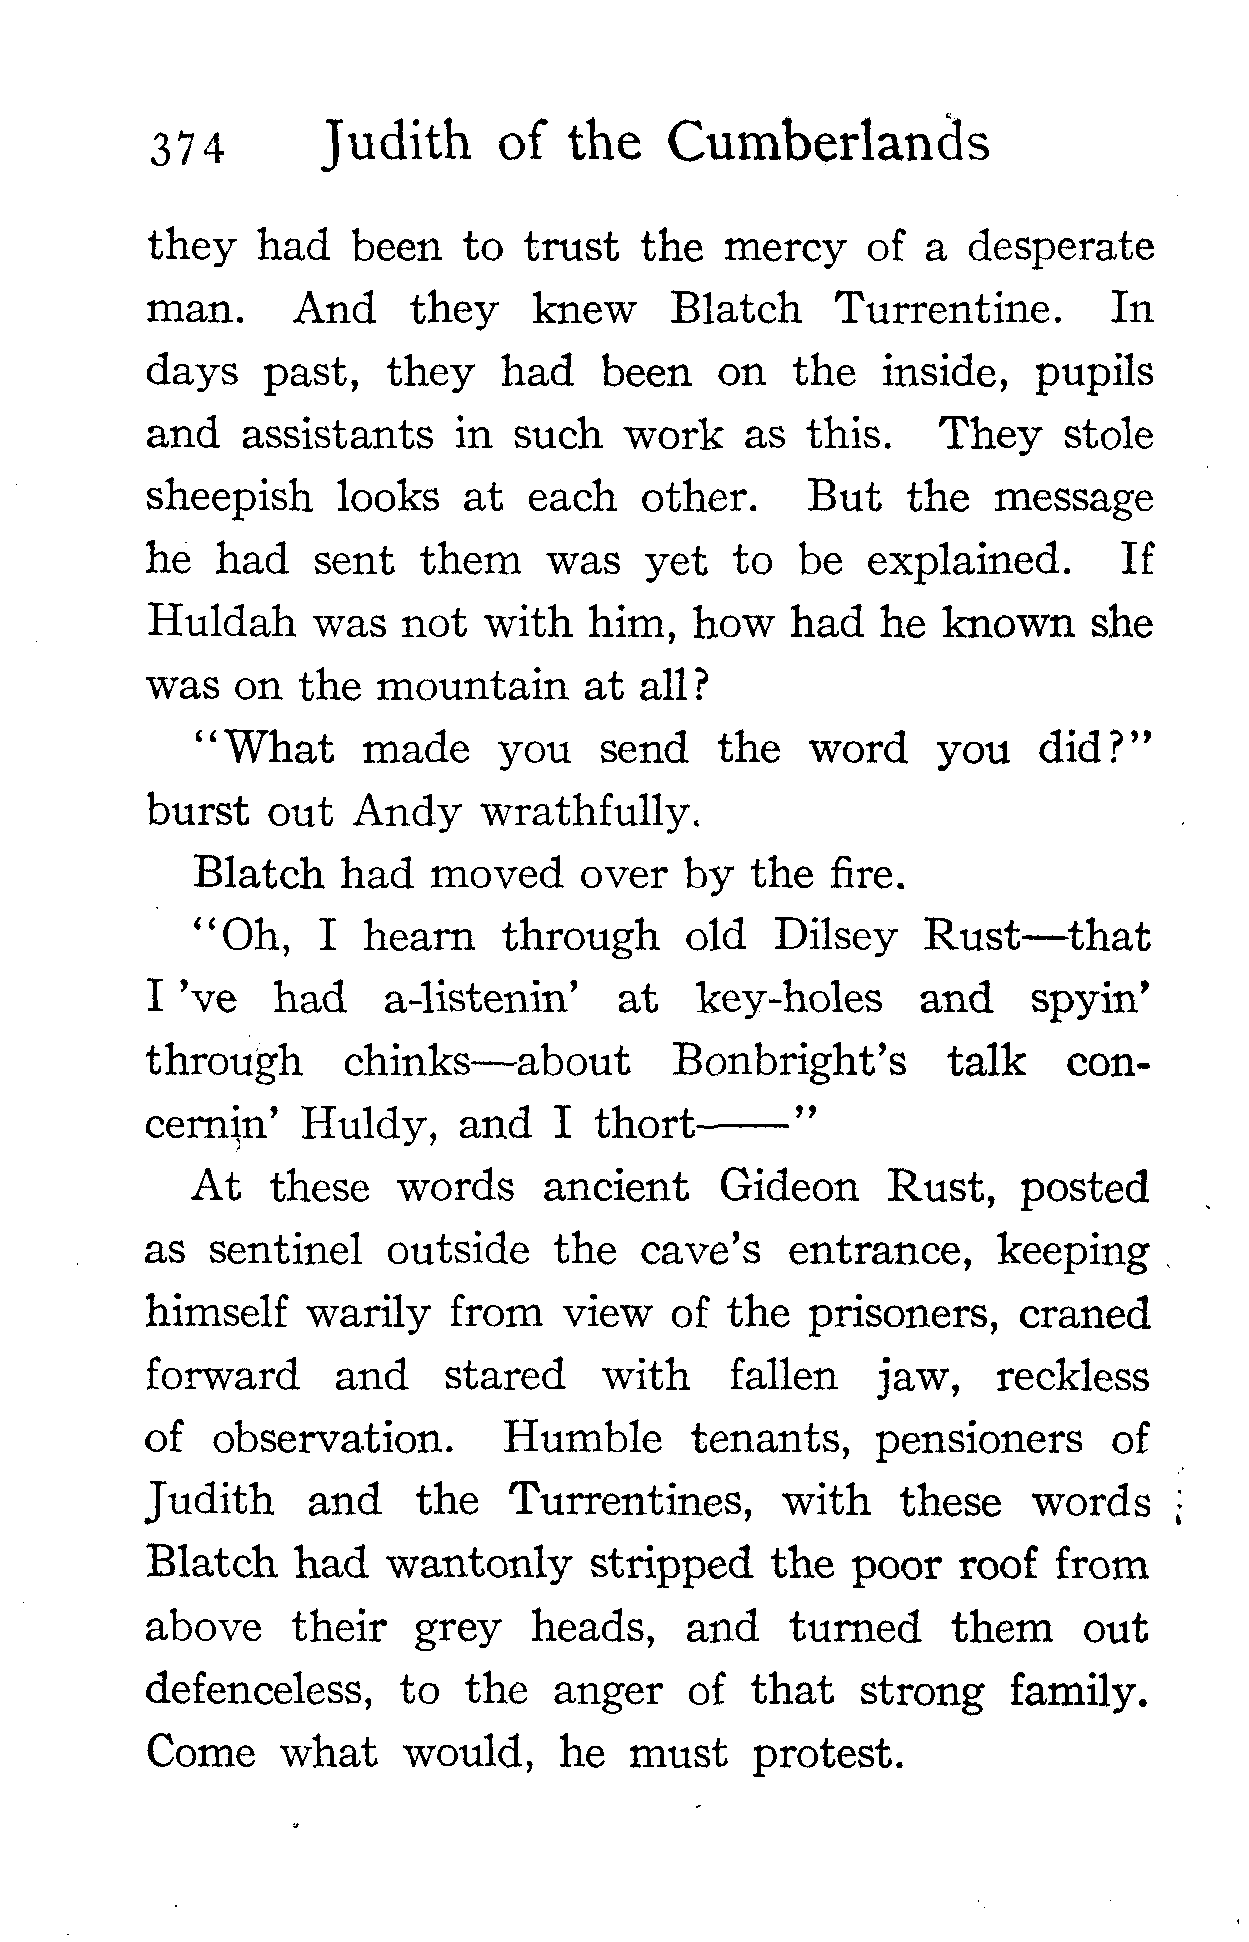 374 Judith of the Cumberlands
they had been to trust the mercy of a desperate
man. And they knew Blatch Turrentine. In
days past, they had been on the inside, pupils
and assistants in such work as this. They stole
sheepish looks at each other. But the message
he had sent them was yet to be explained. If
Huldah was not with him, how had he known she
was on the mountain at all?
"What made you send the word you did?"
burst out Andy wrathfully.
Blatch had moved over by the fire.
"Oh, I hearn through old Dilsey Rust—that
I 've had a-listenin' at key-holes and spyin'
through chinks—about Bonbright's talk con-
cernin' Huldy, and I thort——"
At these words ancient Gideon Rust, posted
as sentinel outside the cave's entrance, keeping
himself warily from view of the prisoners, craned
forward and stared with fallen jaw, reckless
of observation. Humble tenants, pensioners of
Judith and the Turrentines, with these words
Blatch had wantonly stripped the poor roof from
above their grey heads, and turned them out
defenceless, to the anger of that strong family.
Come what would, he must protest.